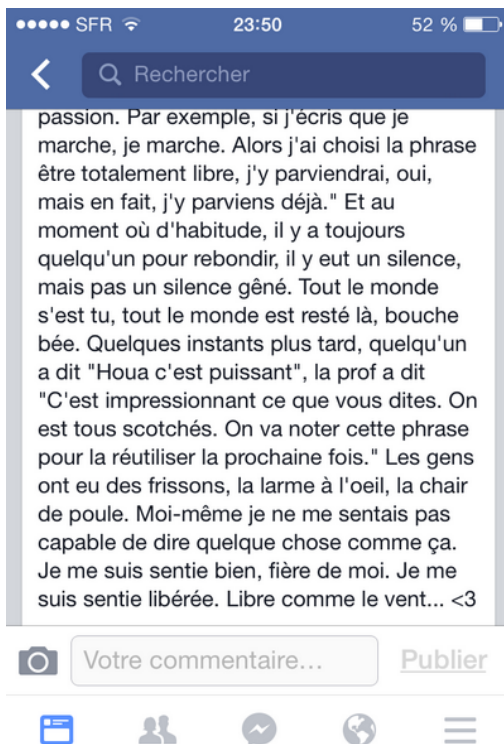 SFR 23:50 52 %
Rechercher
passion. Par exemple, si j'écris que je
marche, je marche. Alors j'ai choisi la phrase
être totalement libre, j'y parviendrai, oui,
mais en fait, j'y parviens déjà." Et au
moment où d'habitude, il y a toujours
quelqu'un pour rebondir, il y eut un silence,
mais pas un silence gêné. Tout le monde
s'est tu, tout le monde est resté là, bouche
bée. Quelques instants plus tard, quelqu'un
a dit "Houa c'est puissant", la prof a dit
"C'est impressionnant ce que vous dites. On
est tous scotchés. On va noter cette phrase
pour la réutiliser la prochaine fois." Les gens
ont eu des frissons, la larme à l'oeil, la chair
de poule. Moi-même je ne me sentais pas
capable de dire quelque chose comme ça.
Je me suis sentie bien, fière de moi. Je me
suis sentie libérée. Libre comme le vent... <3
Votre commentaire... Publier